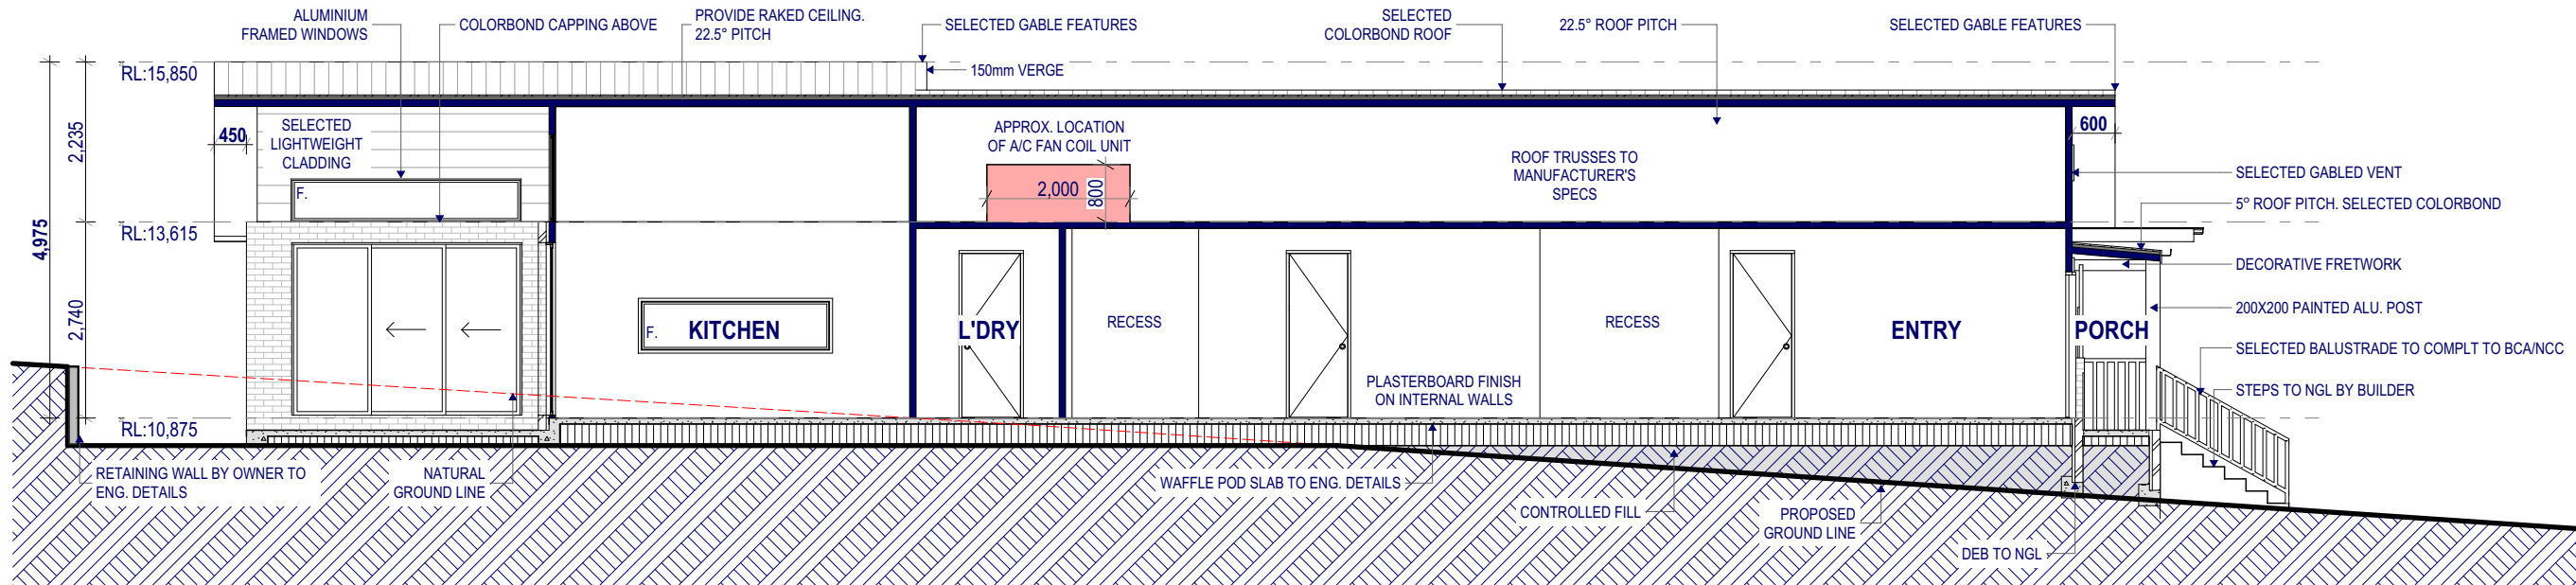 ALUMINIUM
FRAMED WINDOWS
COLORBOND CAPPING ABOVE
PROVIDE RAKED CEILING.
22.5° PITCH
SELECTED GABLE FEATURES
SELECTED
COLORBOND ROOF
22.5° ROOF PITCH
SELECTED GABLE FEATURES
RL:15,850
150mm VERGE
450
SELECTED
LIGHTWEIGHT
CLADDING
APPROX. LOCATION
OF A/C FAN COIL UNIT
600
2,235
ROOF TRUSSES TO
MANUFACTURER'S
SPECS
SELECTED GABLED VENT
F.
2,000
800
5° ROOF PITCH. SELECTED COLORBOND
4,975
RL:13,615
DECORATIVE FRETWORK
2,740
F.
KITCHEN
L'DRY
RECESS
RECESS
ENTRY
PORCH
200X200 PAINTED ALU. POST
SELECTED BALUSTRADE TO COMPLT TO BCA/NCC
PLASTERBOARD FINISH
ON INTERNAL WALLS
STEPS TO NGL BY BUILDER
RL:10,875
RETAINING WALL BY OWNER TO
ENG. DETAILS
NATURAL
GROUND LINE
WAFFLE POD SLAB TO ENG. DETAILS
CONTROLLED FILL
PROPOSED
GROUND LINE
DEB TO NGL